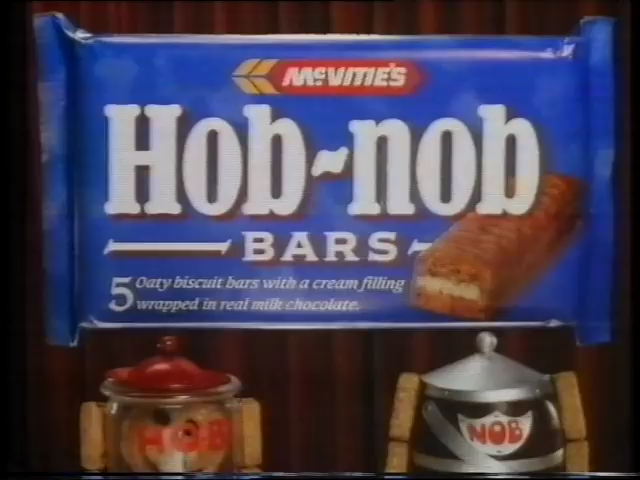 McVITIE'S
Hob-nob
BARS
5 Oaty biscuit bars with a cream filling
wrapped in real milk chocolate.
HOB
NOB